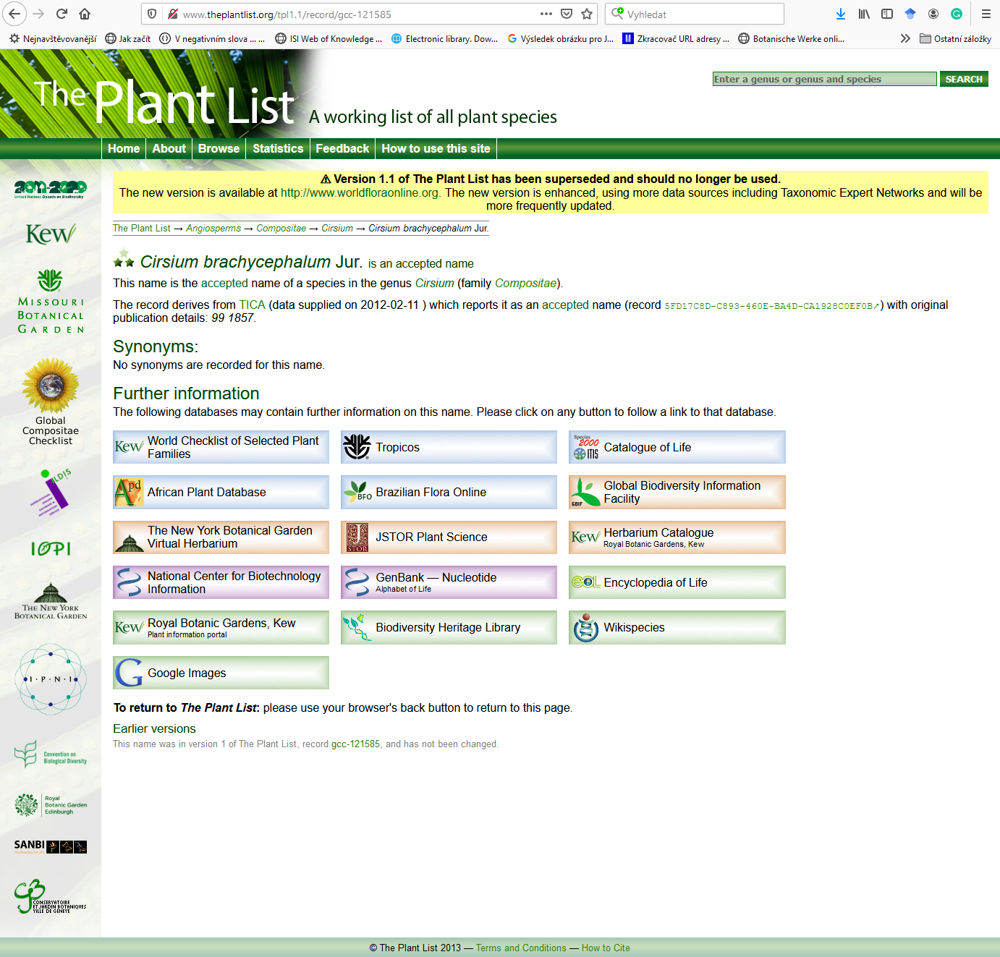 www.theplantlist.org/tpl1.1/record/gcc-121585
Vyhledat
Nejnavštěvovanější Jak začít V negativním slova ... ... ISI Web of Knowledge ... Electronic library. Dow... Výsledek obrázku pro J... Zkracovač URL adresy ... Botanische Werke onli... Ostatní záložky
The Plant List A working list of all plant species
Enter a genus or genus and species SEARCH
Home About Browse Statistics Feedback How to use this site
⚠ Version 1.1 of The Plant List has been superseded and should no longer be used.
The new version is available at http://www.worldfloraonline.org. The new version is enhanced, using more data sources including Taxonomic Expert Networks and will be
more frequently updated.
The Plant List → Angiosperms → Compositae → Cirsium → Cirsium brachycephalum Jur.
Cirsium brachycephalum Jur. is an accepted name
This name is the accepted name of a species in the genus Cirsium (family Compositae).
The record derives from TICA (data supplied on 2012-02-11 ) which reports it as an accepted name (record 5FD17C8D-C893-460E-BA4D-CA1928C0EF0B↗) with original
publication details: 99 1857.
Synonyms:
No synonyms are recorded for this name.
Further information
The following databases may contain further information on this name. Please click on any button to follow a link to that database.
Kew World Checklist of Selected Plant
Families
Tropicos
Species 2000 ITIS Catalogue of Life
Apd African Plant Database
BFO Brazilian Flora Online
GBIF Global Biodiversity Information
Facility
The New York Botanical Garden
Virtual Herbarium
JSTOR JSTOR Plant Science
Kew Herbarium Catalogue
Royal Botanic Gardens, Kew
National Center for Biotechnology
Information
GenBank — Nucleotide
Alphabet of Life
eOL Encyclopedia of Life
Kew Royal Botanic Gardens, Kew
Plant information portal
Biodiversity Heritage Library
Wikispecies
G Google Images
To return to The Plant List: please use your browser's back button to return to this page.
Earlier versions
This name was in version 1 of The Plant List, record gcc-121585, and has not been changed.
2011-2020
United Nations Decade on Biodiversity
Kew
MISSOURI
BOTANICAL
GARDEN
Global
Compositae
Checklist
ILDIS
IOPI
THE NEW YORK
BOTANICAL GARDEN
I·P·N·I
Convention on
Biological Diversity
Royal
Botanic Garden
Edinburgh
SANBI
CONSERVATOIRE
ET JARDIN BOTANIQUES
VILLE DE GENÈVE
© The Plant List 2013 — Terms and Conditions — How to Cite